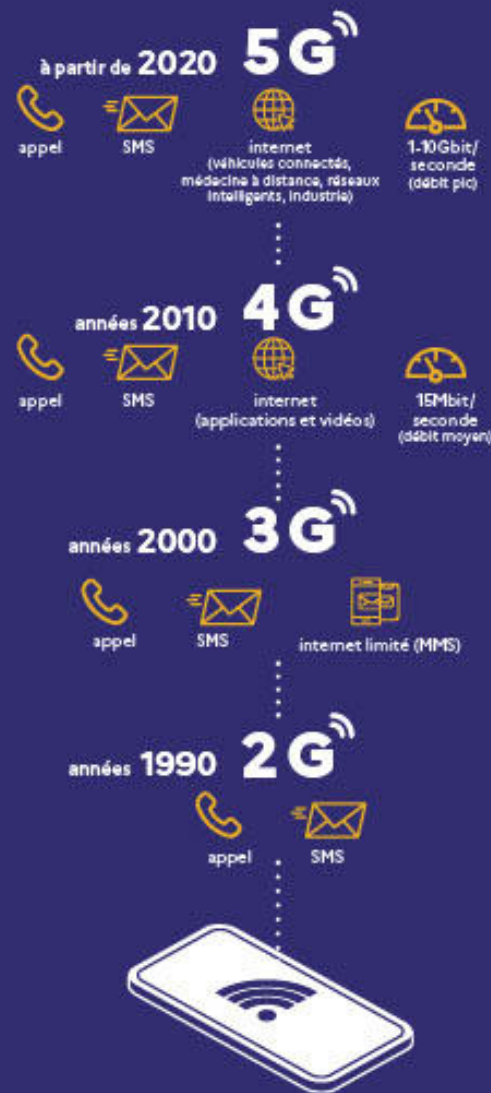 à partir de 2020 5G
appel
SMS
internet
(véhicules connectés,
médecine à distance, réseaux
intelligents, industrie)
1-10Gbit/
seconde
(débit pic)
années 2010 4G
appel
SMS
internet
(applications et vidéos)
15Mbit/
seconde
(débit moyen)
années 2000 3G
appel
SMS
internet limité (MMS)
années 1990 2G
appel
SMS